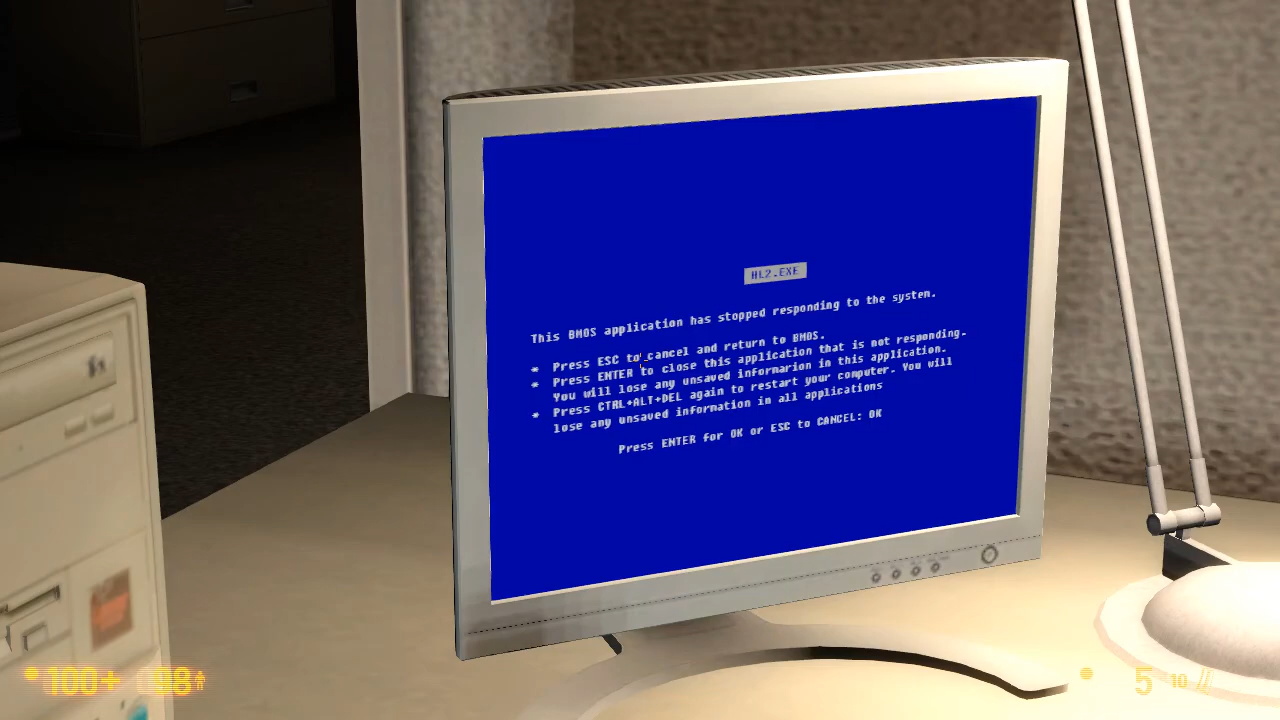 HL2.EXE
This BMOS application has stopped responding to the system.
* Press ESC to cancel and return to BMOS.
* Press ENTER to close this application that is not responding.
You will lose any unsaved informarion in this application.
* Press CTRL+ALT+DEL again to restart your computer. You will
lose any unsaved information in all applications
Press ENTER for OK or ESC to CANCEL: OK
100+ 98
5 10